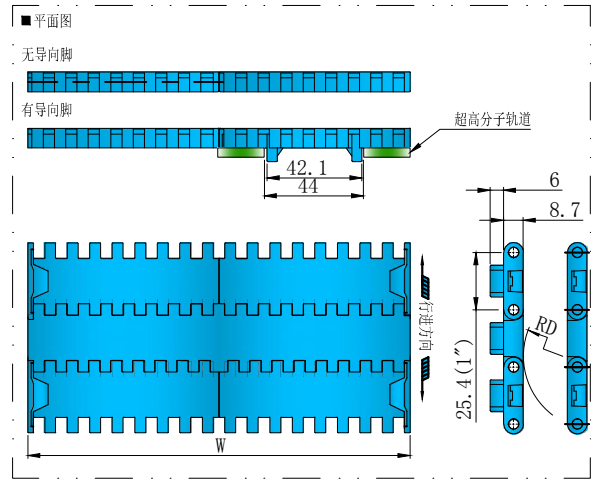 ■平面图
无导向脚
有导向脚
超高分子轨道
42.1
44
6
8.7
行进方向
25.4(1″)
RD
W